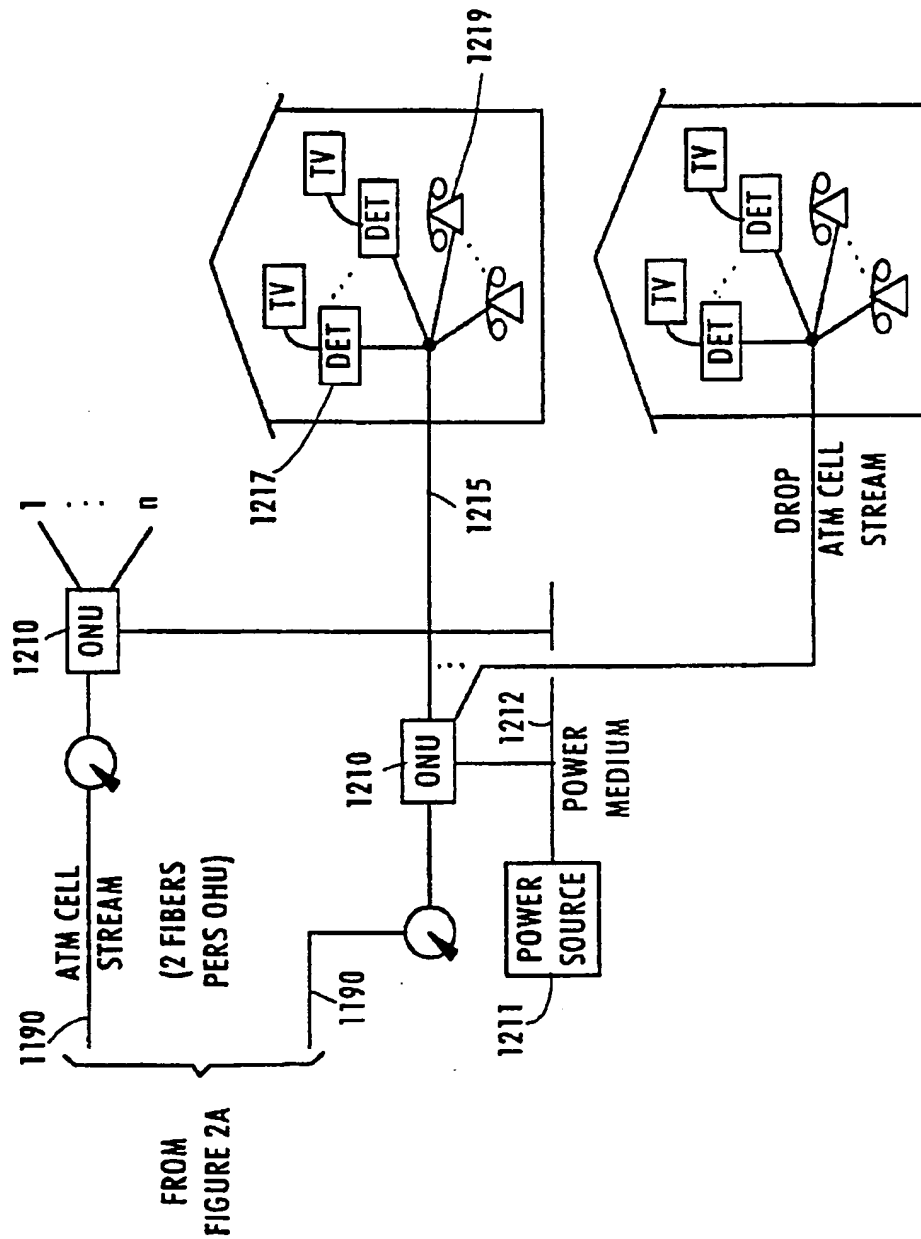 FROM
FIGURE 2A
1190
ATM CELL
STREAM
(2 FIBERS
PERS OHU)
1190
1210
ONU
1
n
1210
ONU
1211
POWER
SOURCE
1212
POWER
MEDIUM
1215
DROP
ATM CELL
STREAM
1217
TV
TV
DET
DET
1219
TV
TV
DET
DET